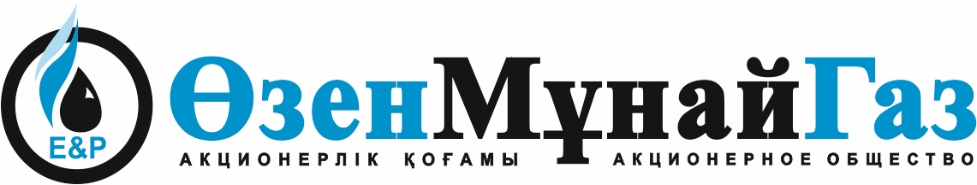 E&P
ӨзенМұнайГаз
АКЦИОНЕРЛІК ҚОҒАМЫ АКЦИОНЕРНОЕ ОБЩЕСТВО